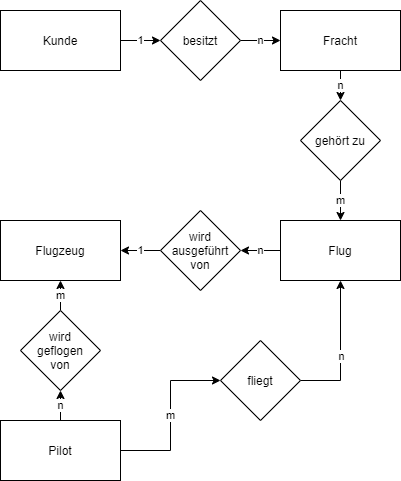 Kunde
1
besitzt
n
Fracht
n
gehört zu
m
Flugzeug
1
wird
ausgeführt
von
n
Flug
m
wird
geflogen
von
n
fliegt
n
m
Pilot